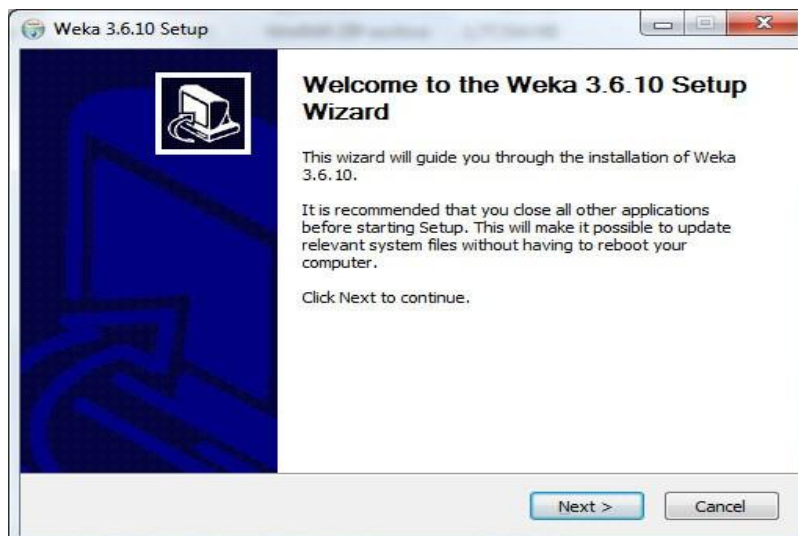 Weka 3.6.10 Setup
Welcome to the Weka 3.6.10 Setup
Wizard
This wizard will guide you through the installation of Weka
3.6.10.
It is recommended that you close all other applications
before starting Setup. This will make it possible to update
relevant system files without having to reboot your
computer.
Click Next to continue.
Next >
Cancel